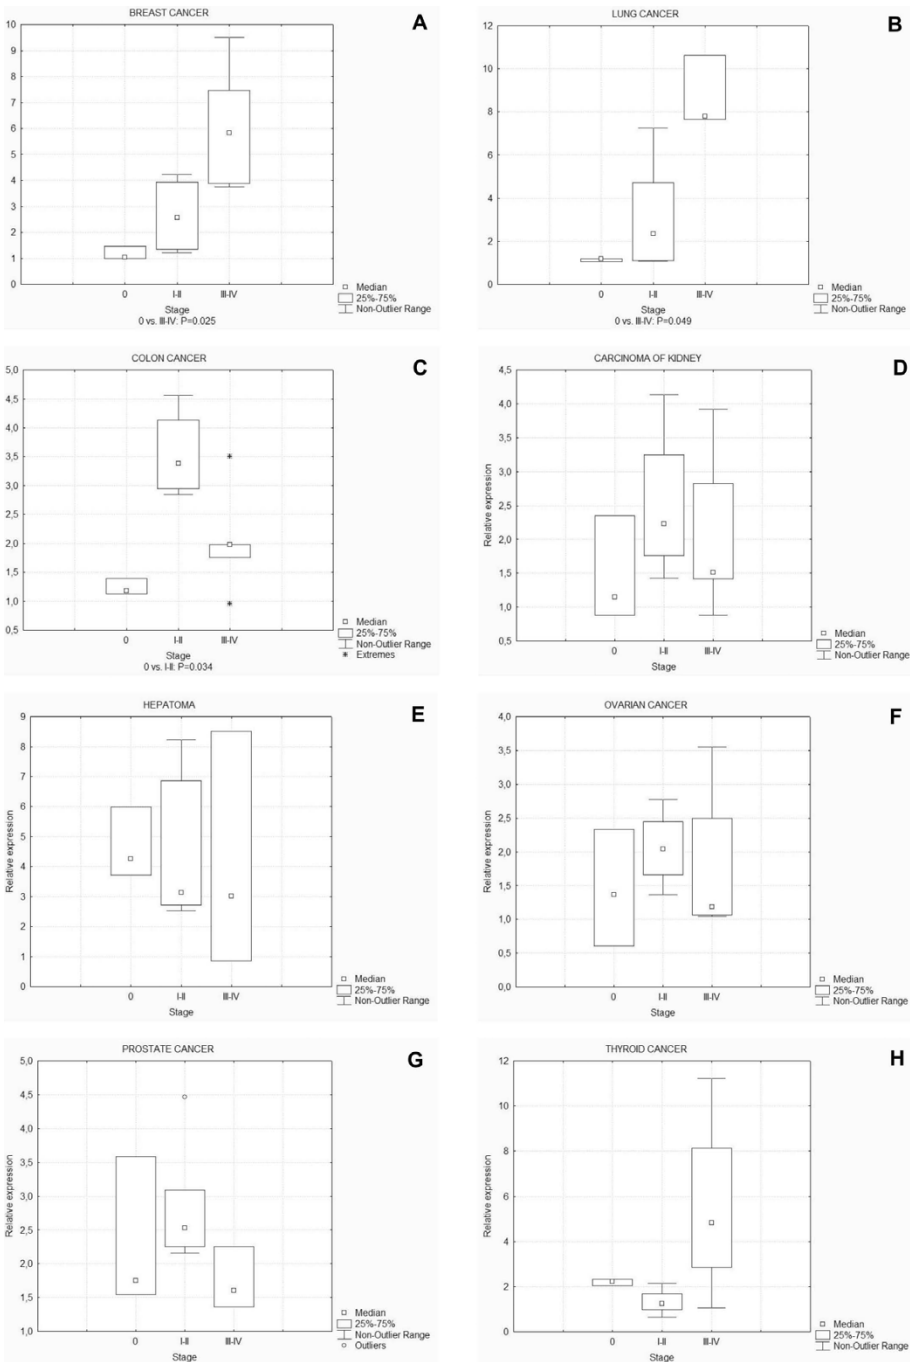 BREAST CANCER
A
10
9
8
7
6
5
4
3
2
1
0
0 I-II III-IV
Stage
0 vs. III-IV: P=0.025
Median
25%-75%
Non-Outlier Range
LUNG CANCER
B
12
10
8
6
4
2
0
0 I-II III-IV
Stage
0 vs. III-IV: P=0.049
Median
25%-75%
Non-Outlier Range
COLON CANCER
C
5,0
4,5
4,0
3,5
3,0
2,5
2,0
1,5
1,0
0,5
0 I-II III-IV
Stage
0 vs. I-II: P=0.034
Median
25%-75%
Non-Outlier Range
Extremes
CARCINOMA OF KIDNEY
D
Relative expression
4,5
4,0
3,5
3,0
2,5
2,0
1,5
1,0
0,5
0 I-II III-IV
Stage
Median
25%-75%
Non-Outlier Range
HEPATOMA
E
Relative expression
9
8
7
6
5
4
3
2
1
0
0 I-II III-IV
Stage
Median
25%-75%
Non-Outlier Range
OVARIAN CANCER
F
Relative expression
4,0
3,5
3,0
2,5
2,0
1,5
1,0
0,5
0,0
0 I-II III-IV
Stage
Median
25%-75%
Non-Outlier Range
PROSTATE CANCER
G
Relative expression
5,0
4,5
4,0
3,5
3,0
2,5
2,0
1,5
1,0
0 I-II III-IV
Stage
Median
25%-75%
Non-Outlier Range
Outliers
THYROID CANCER
H
Relative expression
12
10
8
6
4
2
0
0 I-II III-IV
Stage
Median
25%-75%
Non-Outlier Range